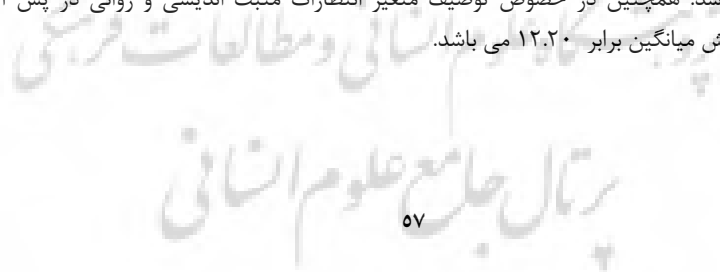 شد. همچنین در خصوص توصیف متغیر انتظارات مثبت اندیشی و روانی در پس
ش میانگین برابر ۱۲.۲۰ می باشد.
پرتال جامع علوم انسانی
۵۷